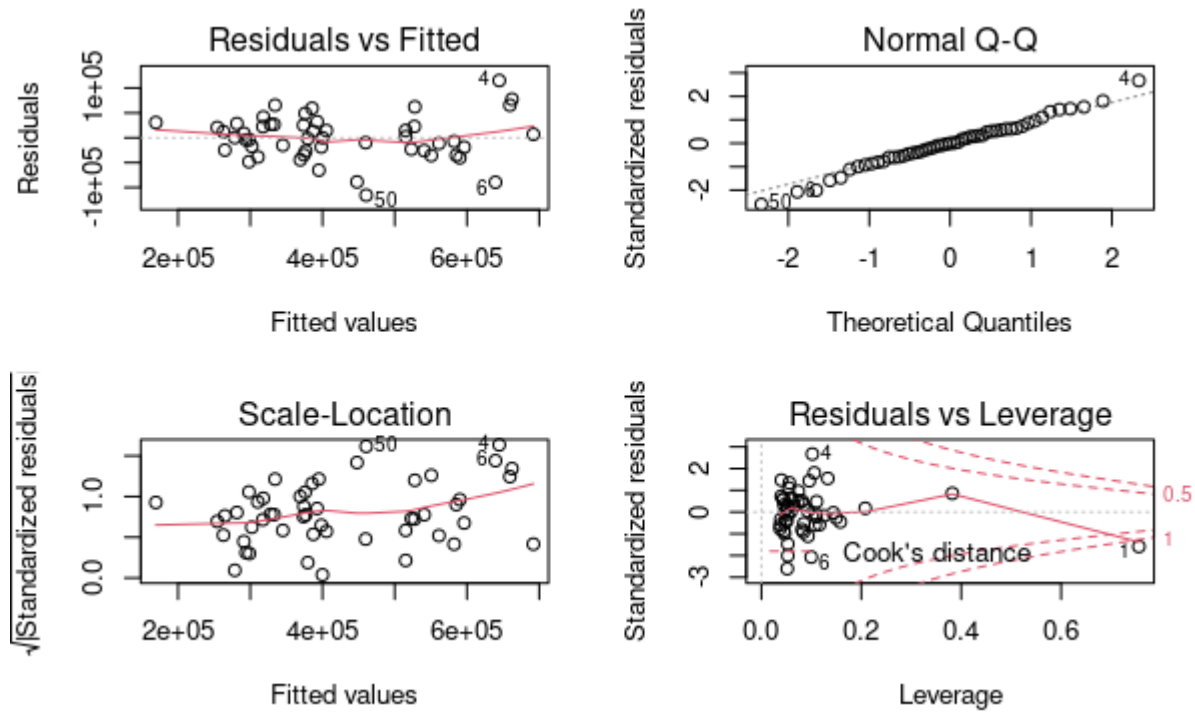 Residuals vs Fitted
Residuals
-1e+05 1e+05
4
50
6
2e+05 4e+05 6e+05
Fitted values
Normal Q-Q
Standardized residuals
-2 0 2
4
50
6
-2 -1 0 1 2
Theoretical Quantiles
Scale-Location
√|Standardized residuals|
0.0 1.0
50
4
6
2e+05 4e+05 6e+05
Fitted values
Residuals vs Leverage
Standardized residuals
-3 0 2
4
6
1
Cook's distance
0.5
1
0.0 0.2 0.4 0.6
Leverage